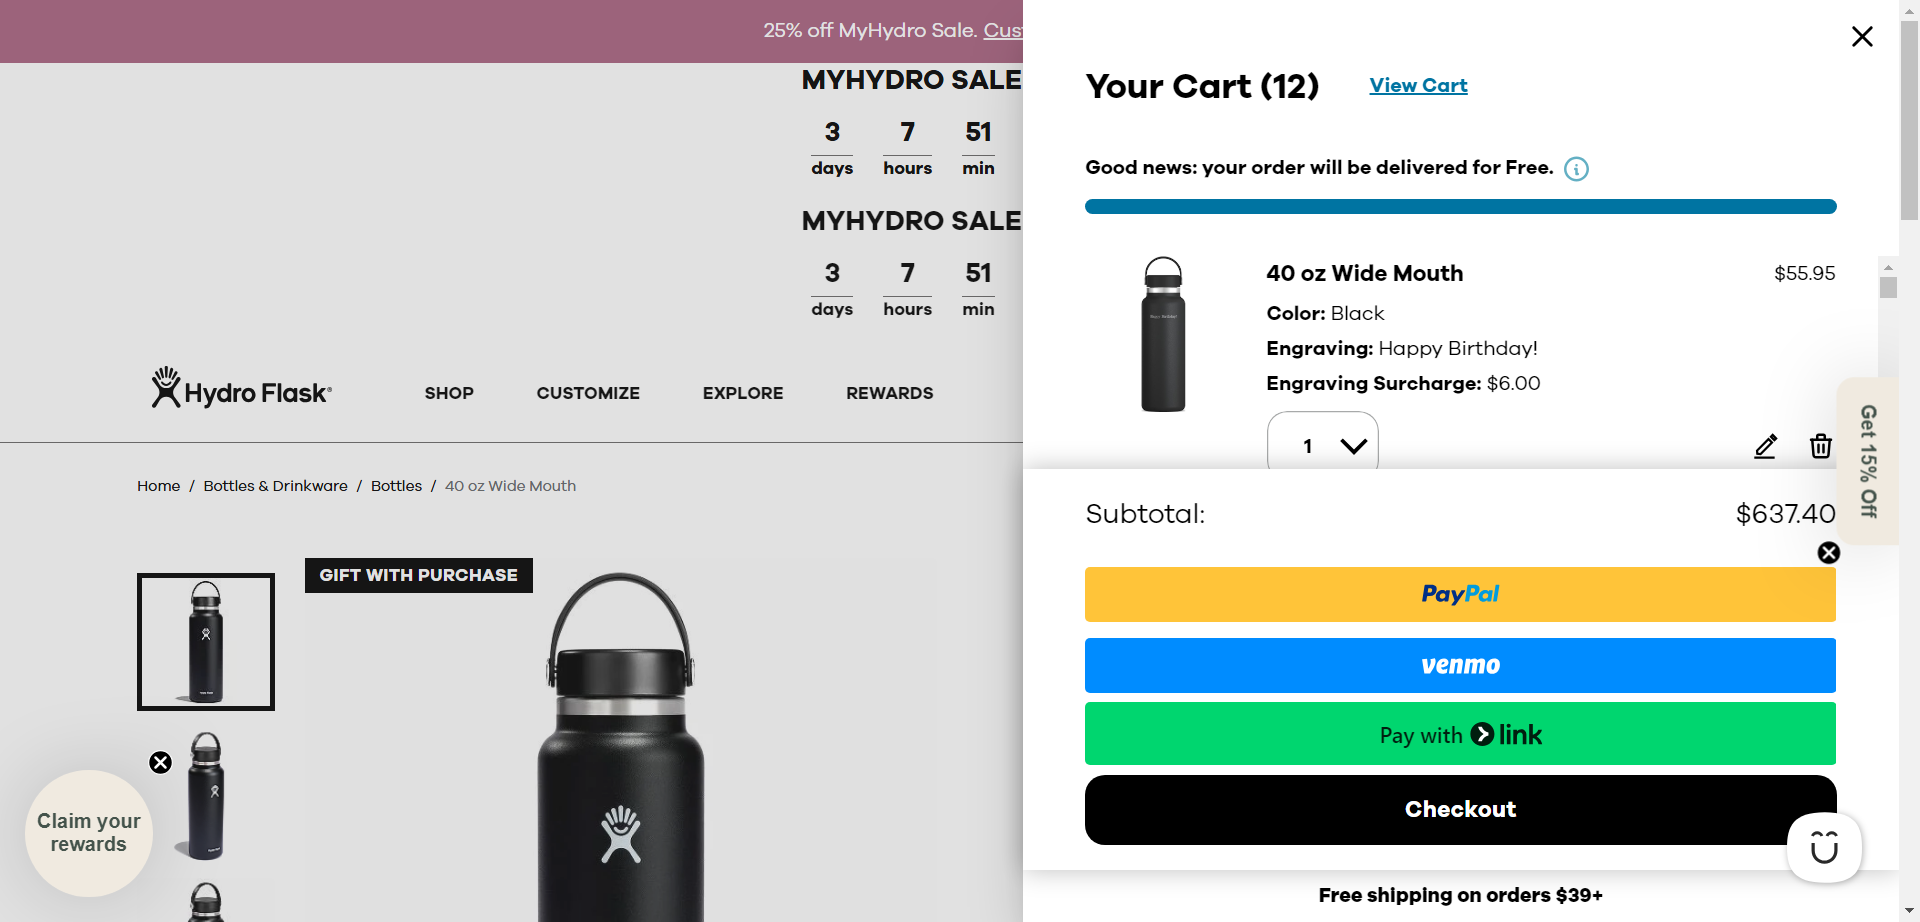 25% off MyHydro Sale. Cus
MYHYDRO SALE
3 7 51
days hours min
MYHYDRO SALE
3 7 51
days hours min
Hydro Flask
SHOP CUSTOMIZE EXPLORE REWARDS
Home / Bottles & Drinkware / Bottles / 40 oz Wide Mouth
GIFT WITH PURCHASE
Claim your
rewards
Your Cart (12) View Cart
Good news: your order will be delivered for Free.
40 oz Wide Mouth $55.95
Color: Black
Engraving: Happy Birthday!
Engraving Surcharge: $6.00
1
Get 15% Off
Subtotal: $637.40
PayPal
venmo
Pay with link
Checkout
Free shipping on orders $39+